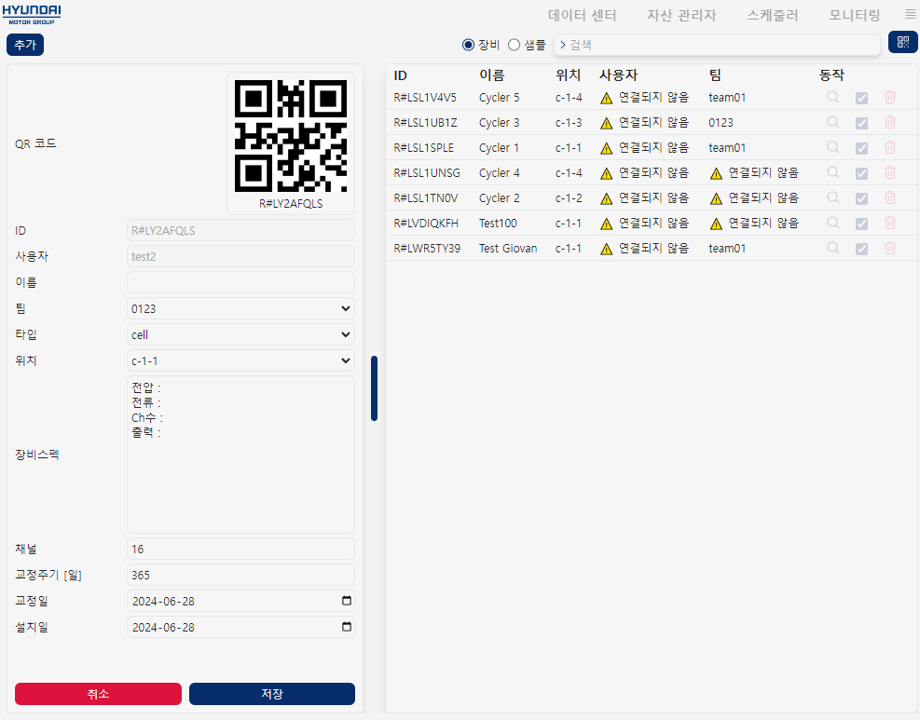 HYUNDAI
MOTOR GROUP
데이터 센터 자산 관리자 스케줄러 모니터링
추가
장비 샘플 검색
QR 코드
R#LY2AFQLS
ID R#LY2AFQLS
사용자 test2
이름
팀 0123
타입 cell
위치 c-1-1
장비스펙
전압 :
전류 :
Ch수 :
출력 :
채널 16
교정주기 [일] 365
교정일 2024-06-28
설치일 2024-06-28
취소 저장
ID 이름 위치 사용자 팀 동작
R#LSL1V4V5 Cycler 5 c-1-4 연결되지 않음 team01
R#LSL1UB1Z Cycler 3 c-1-3 연결되지 않음 0123
R#LSL1SPLE Cycler 1 c-1-1 연결되지 않음 team01
R#LSL1UNSG Cycler 4 c-1-4 연결되지 않음 연결되지 않음
R#LSL1TN0V Cycler 2 c-1-2 연결되지 않음 연결되지 않음
R#LVDIQKFH Test100 c-1-1 연결되지 않음 연결되지 않음
R#LWR5TY39 Test Giovan c-1-1 연결되지 않음 team01